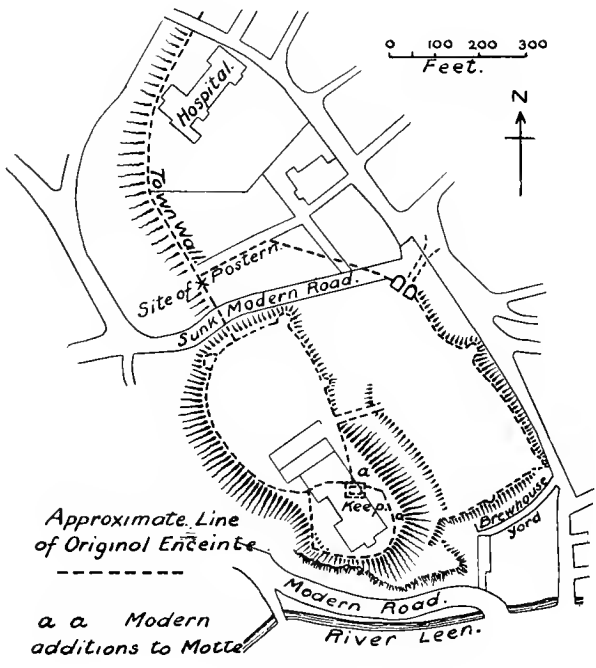 0 100 200 300
Feet.
N
Hospital.
Town Wall.
Site of Postern.
Sunk Modern Road.
a
Keep.
a
Brewhouse
yard
Approximate Line
of Original Enceinte
a a Modern
additions to Motte
Modern Road.
River Leen.